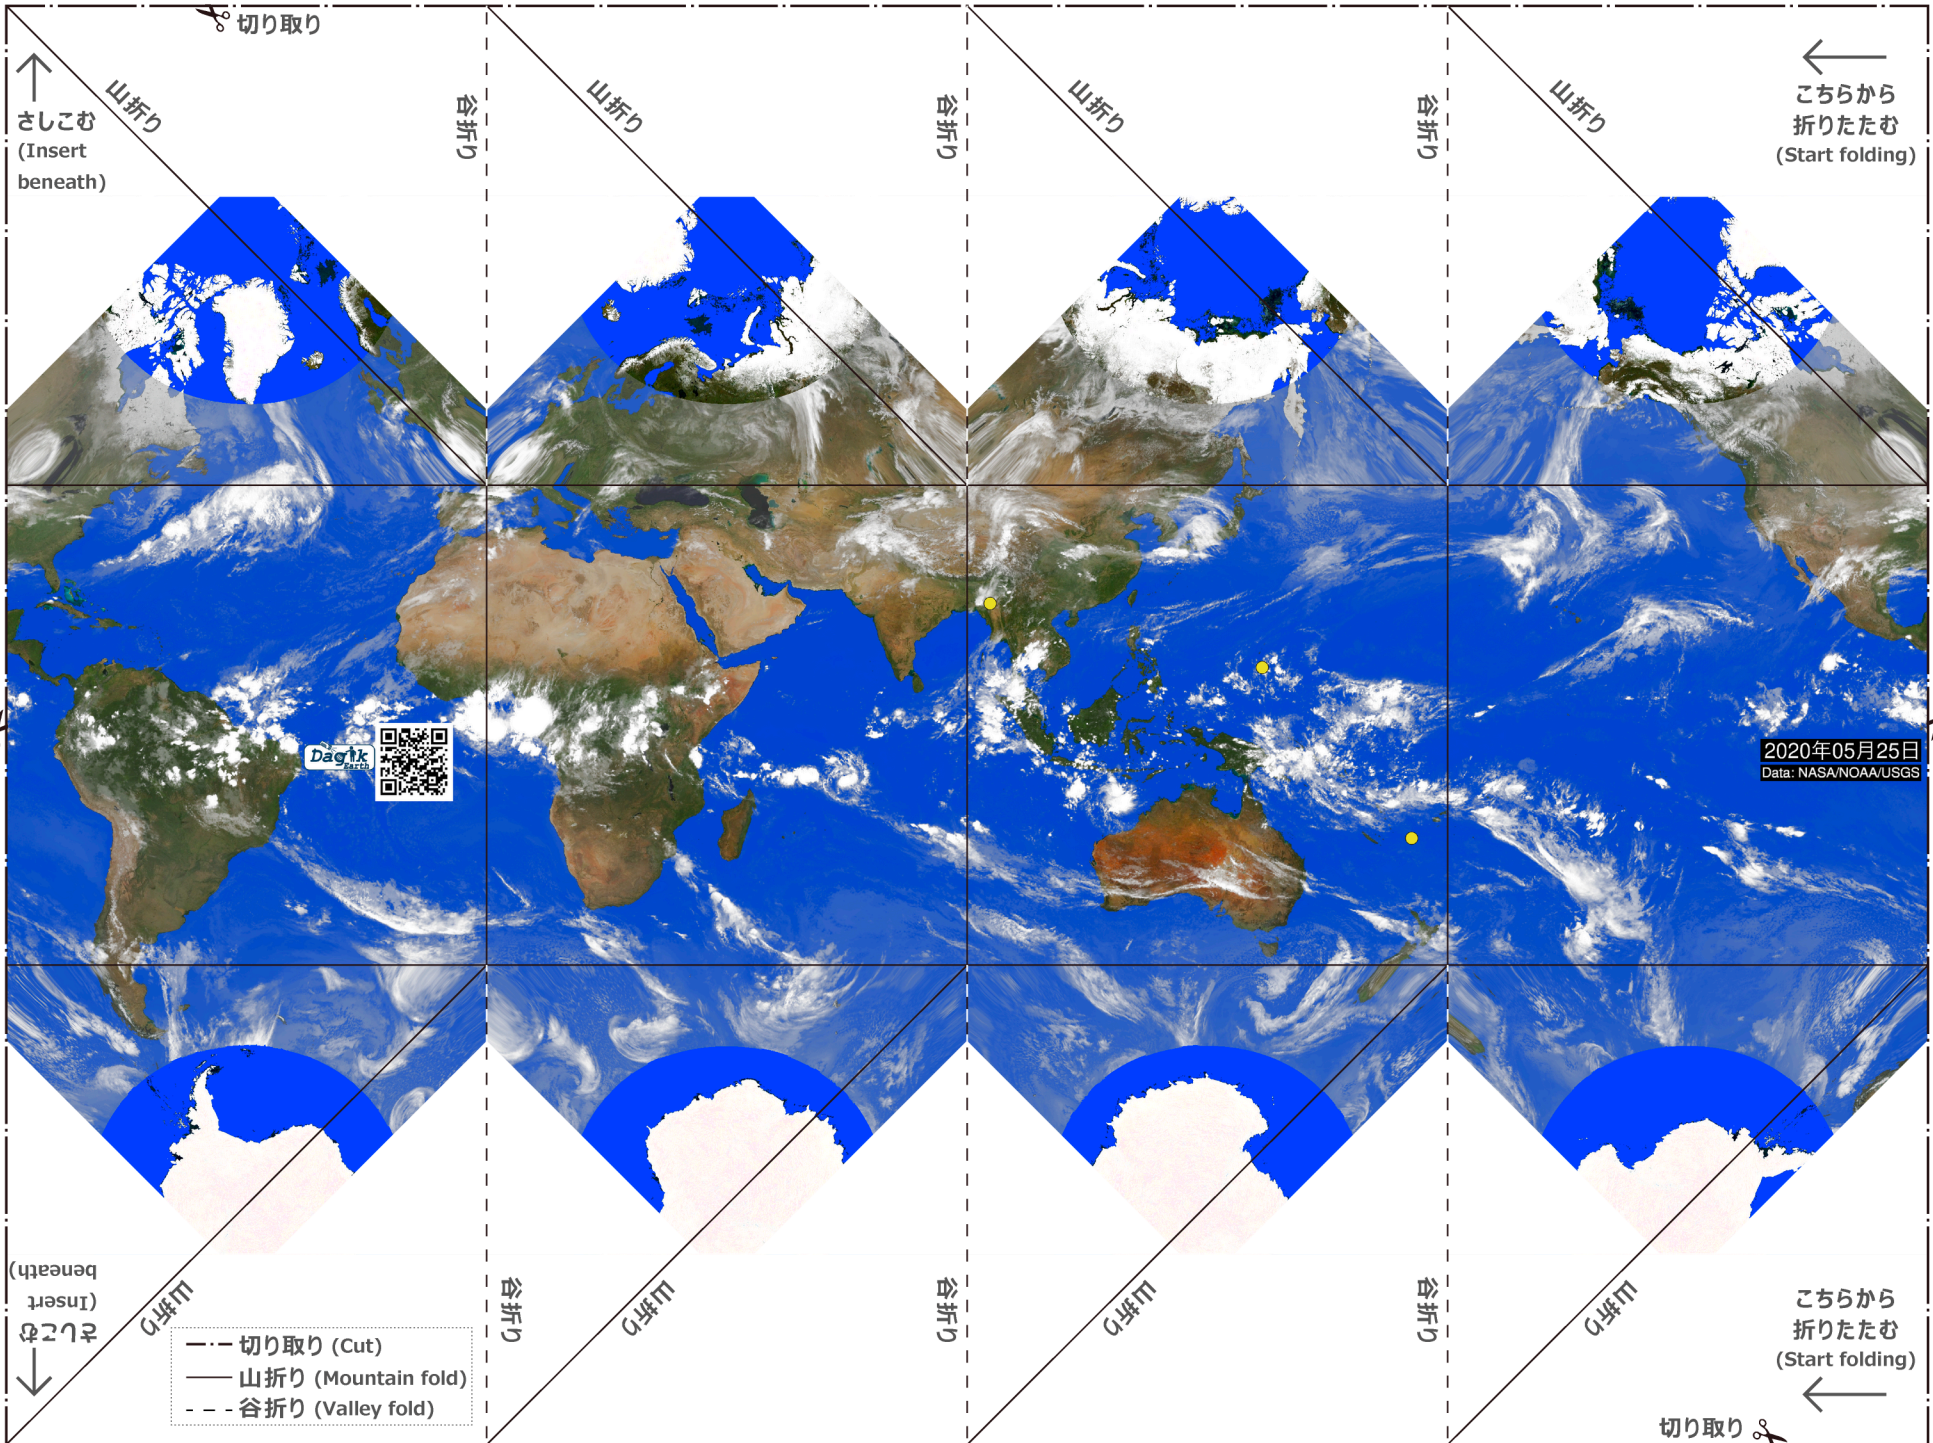 切り取り
さしこむ
(Insert
beneath)
山折り
谷折り
山折り
谷折り
山折り
谷折り
山折り
こちらから
折りたたむ
(Start folding)
Dagik
Earth
2020年05月25日
Data: NASA/NOAA/USGS
さしこむ
(Insert
beneath)
山折り
谷折り
山折り
谷折り
山折り
谷折り
山折り
こちらから
折りたたむ
(Start folding)
切り取り (Cut)
山折り (Mountain fold)
谷折り (Valley fold)
切り取り